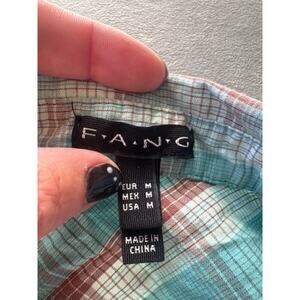 F·A·N·G
EUR M
MEX M
USA M
MADE IN
CHINA